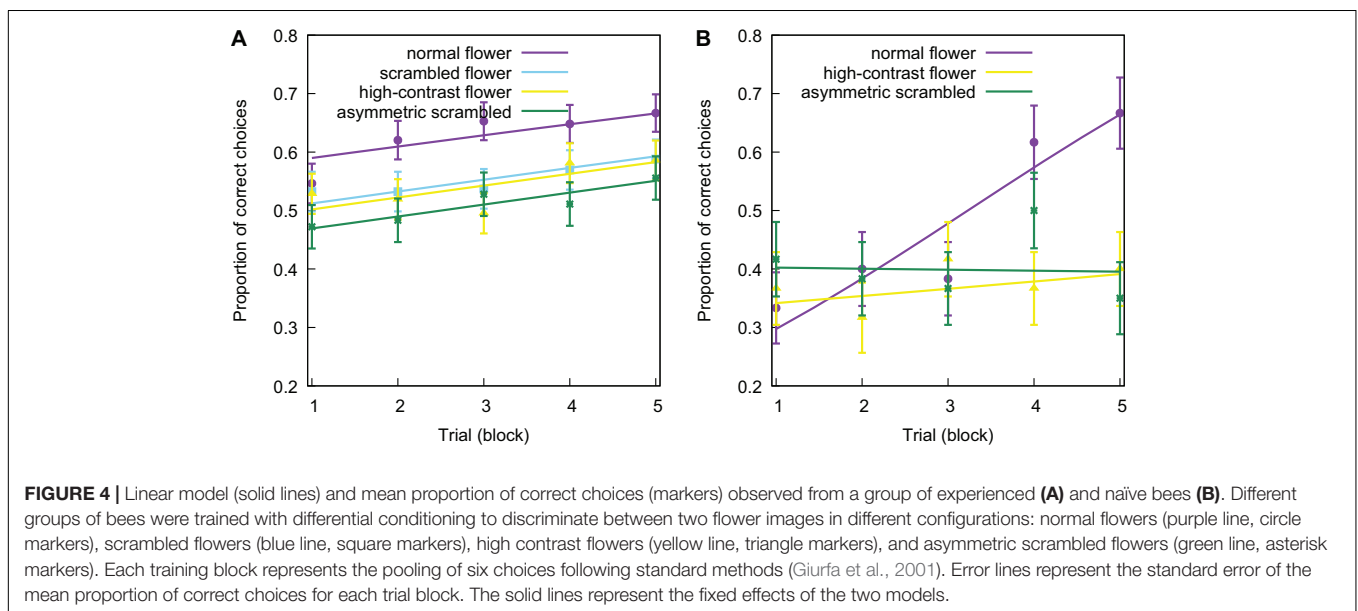 A
0.8
0.7
0.6
0.5
0.4
0.3
0.2
Proportion of correct choices
normal flower
scrambled flower
high-contrast flower
asymmetric scrambled
1 2 3 4 5
Trial (block)
B
0.8
0.7
0.6
0.5
0.4
0.3
0.2
Proportion of correct choices
normal flower
high-contrast flower
asymmetric scrambled
1 2 3 4 5
Trial (block)
FIGURE 4 | Linear model (solid lines) and mean proportion of correct choices (markers) observed from a group of experienced (A) and naïve bees (B). Different
groups of bees were trained with differential conditioning to discriminate between two flower images in different configurations: normal flowers (purple line, circle
markers), scrambled flowers (blue line, square markers), high contrast flowers (yellow line, triangle markers), and asymmetric scrambled flowers (green line, asterisk
markers). Each training block represents the pooling of six choices following standard methods (Giurfa et al., 2001). Error lines represent the standard error of the
mean proportion of correct choices for each trial block. The solid lines represent the fixed effects of the two models.